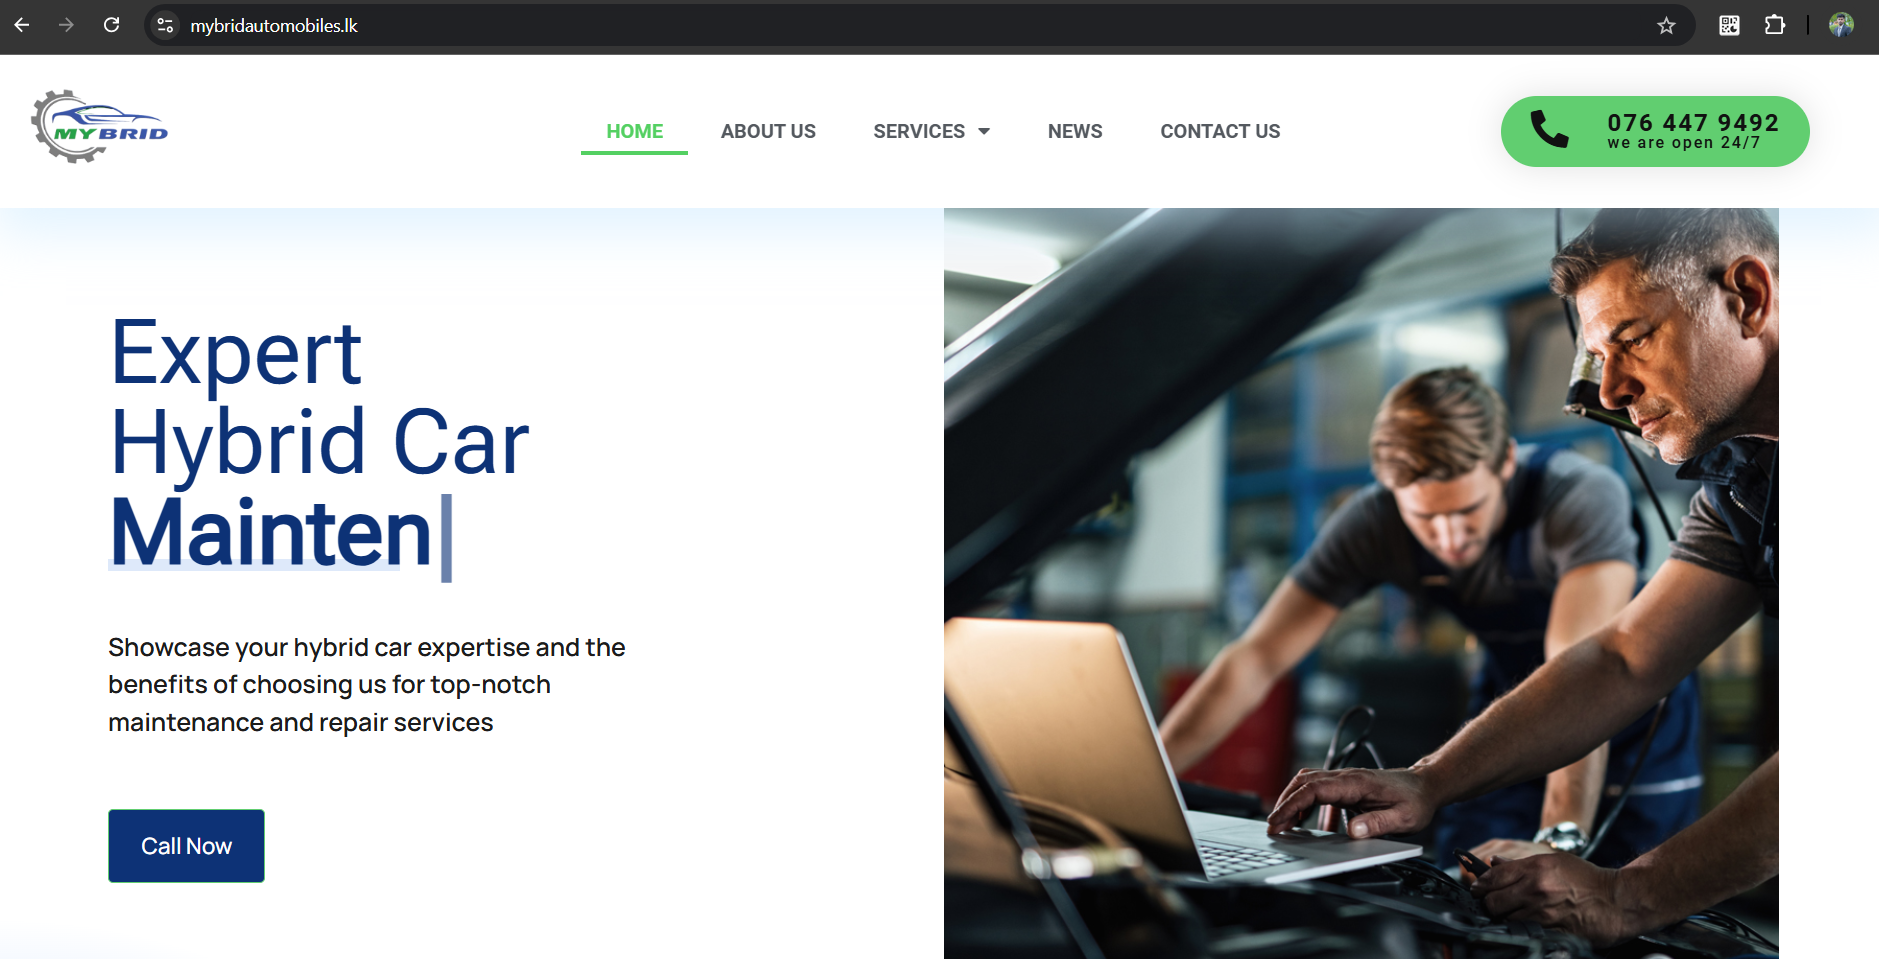 mybridautomobiles.lk
MYBRID
HOME
ABOUT US
SERVICES
NEWS
CONTACT US
076 447 9492
we are open 24/7
Expert
Hybrid Car
Mainten
Showcase your hybrid car expertise and the
benefits of choosing us for top-notch
maintenance and repair services
Call Now